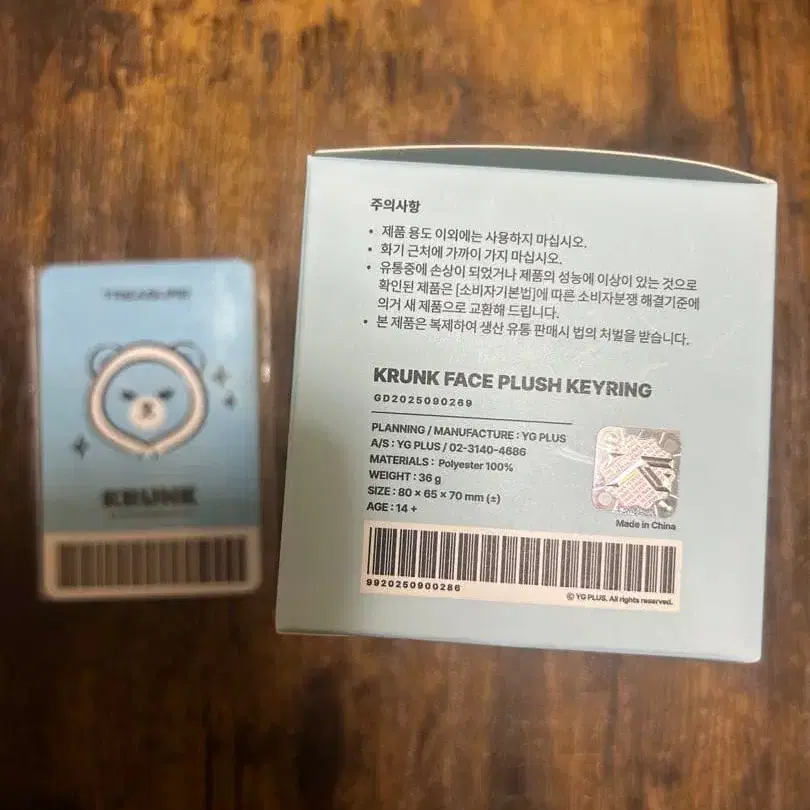 TREASURE
KRUNK
주의사항
• 제품 용도 이외에는 사용하지 마십시오.
• 화기 근처에 가까이 가지 마십시오.
• 유통중에 손상이 되었거나 제품의 성능에 이상이 있는 것으로
확인된 제품은 [소비자기본법]에 따른 소비자분쟁 해결기준에
의거 새 제품으로 교환해 드립니다.
• 본 제품은 복제하여 생산 유통 판매시 법의 처벌을 받습니다.
KRUNK FACE PLUSH KEYRING
GD2025090269
PLANNING / MANUFACTURE : YG PLUS
A/S : YG PLUS / 02-3140-4686
MATERIALS : Polyester 100%
WEIGHT : 36 g
SIZE : 80 × 65 × 70 mm (±)
AGE : 14 +
Made in China
9920250900286
© YG PLUS. All rights reserved.